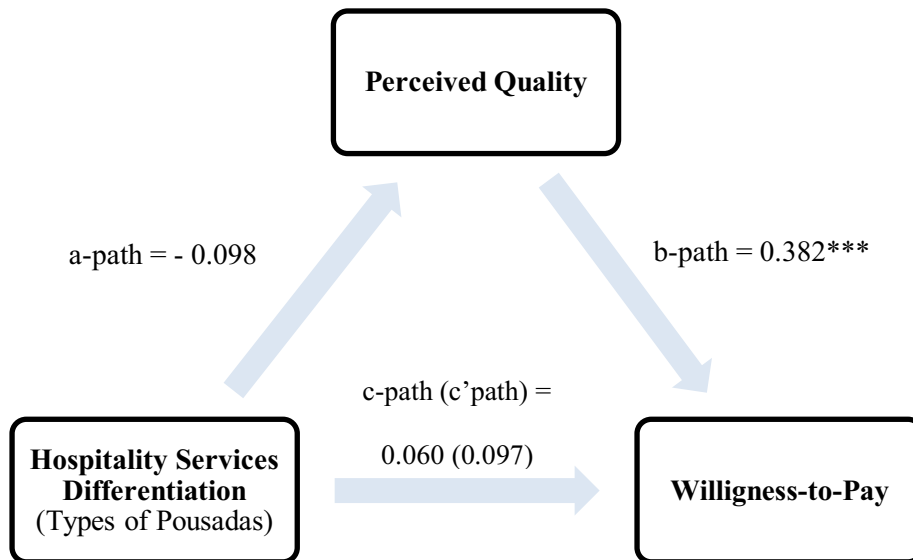 Perceived Quality
a-path = - 0.098
b-path = 0.382***
c-path (c’path) =
0.060 (0.097)
Hospitality Services
Differentiation
(Types of Pousadas)
Willigness-to-Pay